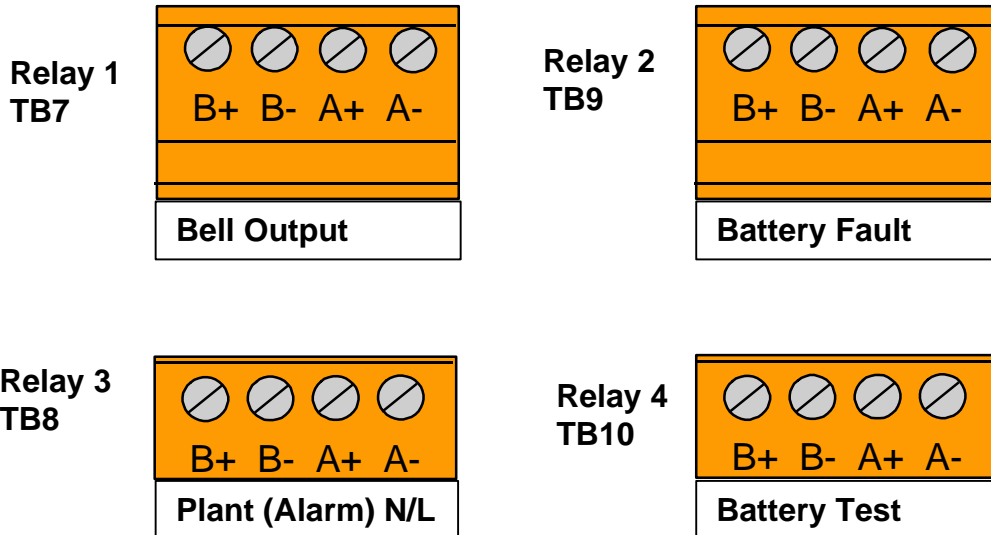 Relay 1
TB7
B+ B- A+ A-
Bell Output
Relay 2
TB9
B+ B- A+ A-
Battery Fault
Relay 3
TB8
B+ B- A+ A-
Plant (Alarm) N/L
Relay 4
TB10
B+ B- A+ A-
Battery Test